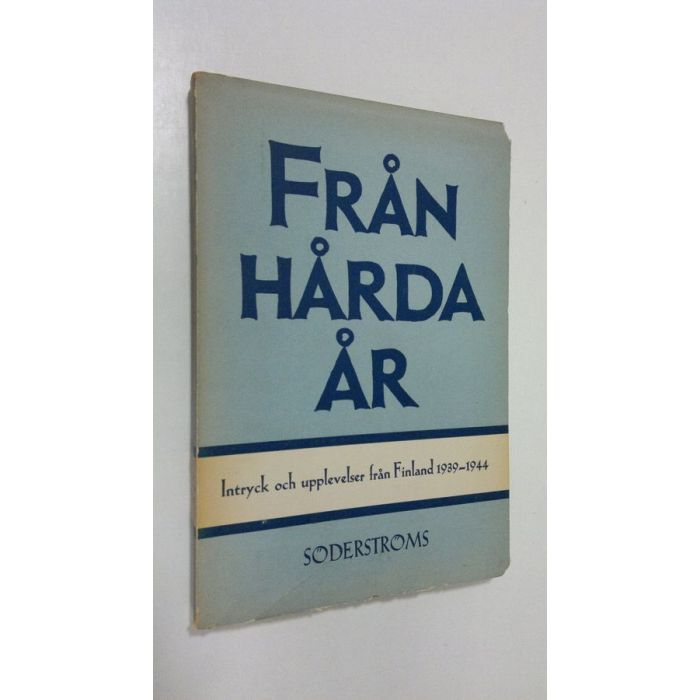 FRÅN
HÅRDA
ÅR
Intryck och upplevelser från Finland 1939–1944
SÖDERSTRÖMS